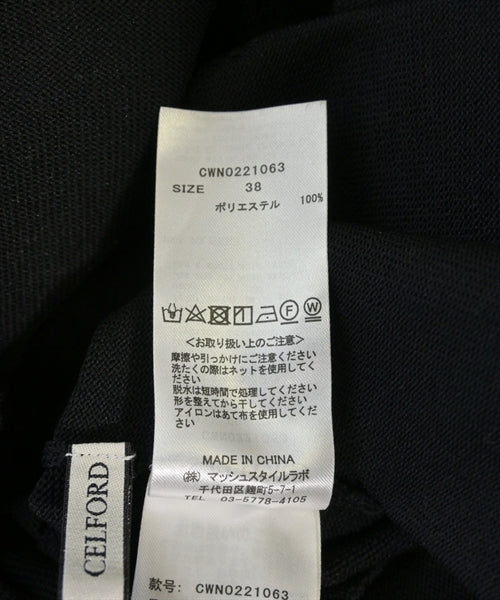 CWNO221063
SIZE 38
ポリエステル 100%
<お取り扱い上のご注意>
摩擦や引っかけにご注意ください
洗たくの際はネットを使用してく
ださい
脱水は短時間で処理してください
形を整えてから干してください
アイロンはあて布を使用してくだ
さい
MADE IN CHINA
(株)マッシュスタイルラボ
千代田区麹町5-7-1
TEL 03-5778-4105
CELFORD
款号: CWNO221063